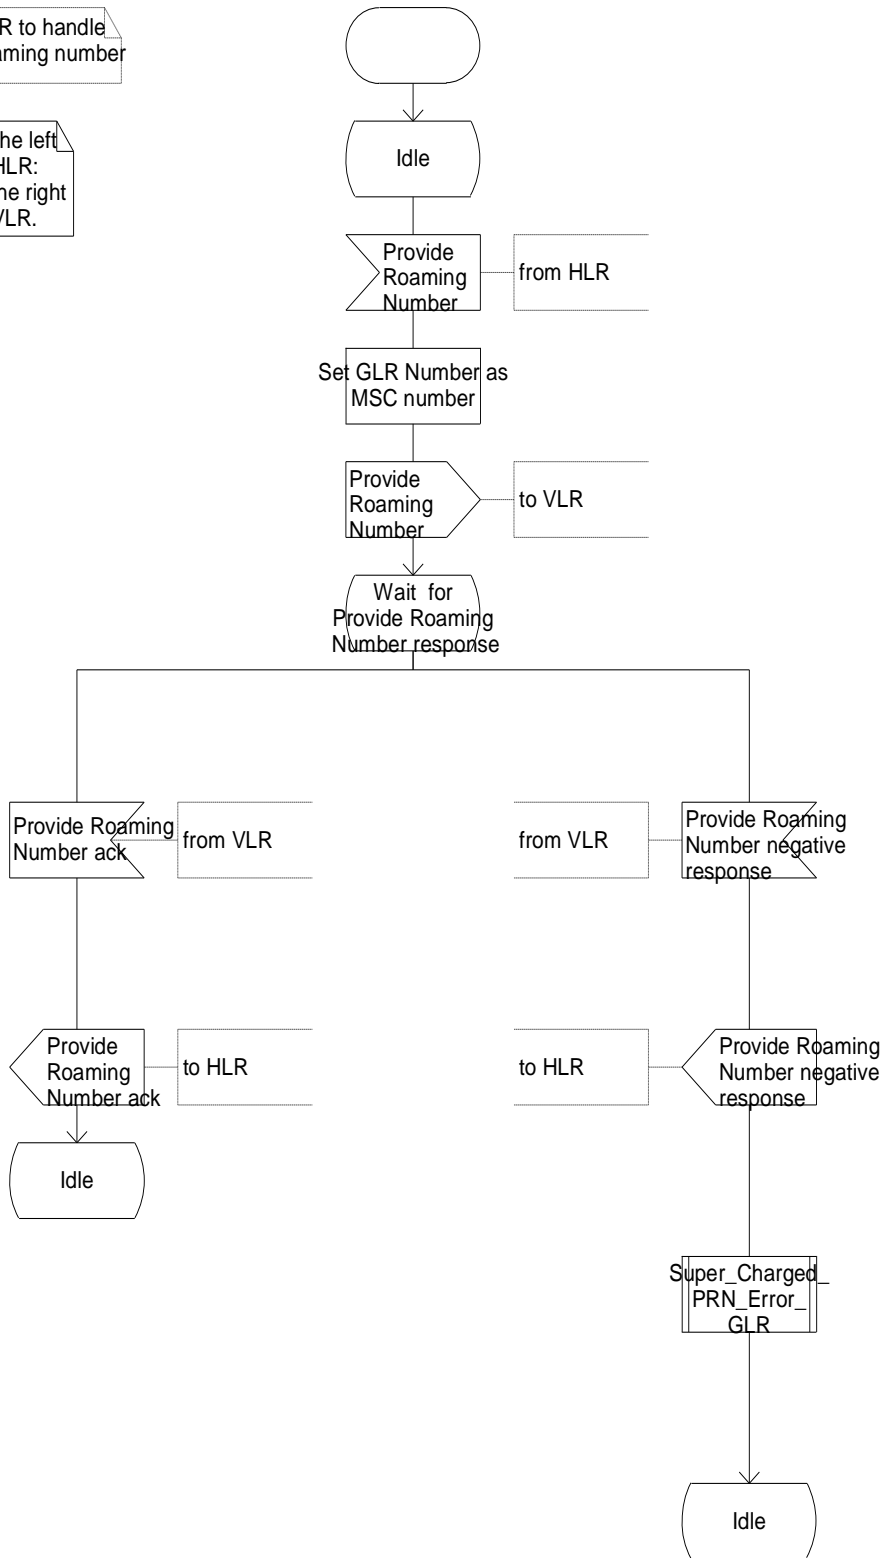 R to handle
aming number
he left
HLR:
he right
VLR.
Idle
Provide
Roaming
Number
from HLR
Set GLR Number as
MSC number
Provide
Roaming
Number
to VLR
Wait for
Provide Roaming
Number response
Provide Roaming
Number ack
from VLR
from VLR
Provide Roaming
Number negative
response
Provide
Roaming
Number ack
to HLR
to HLR
Provide Roaming
Number negative
response
Idle
Super_Charged_
PRN_Error_
GLR
Idle